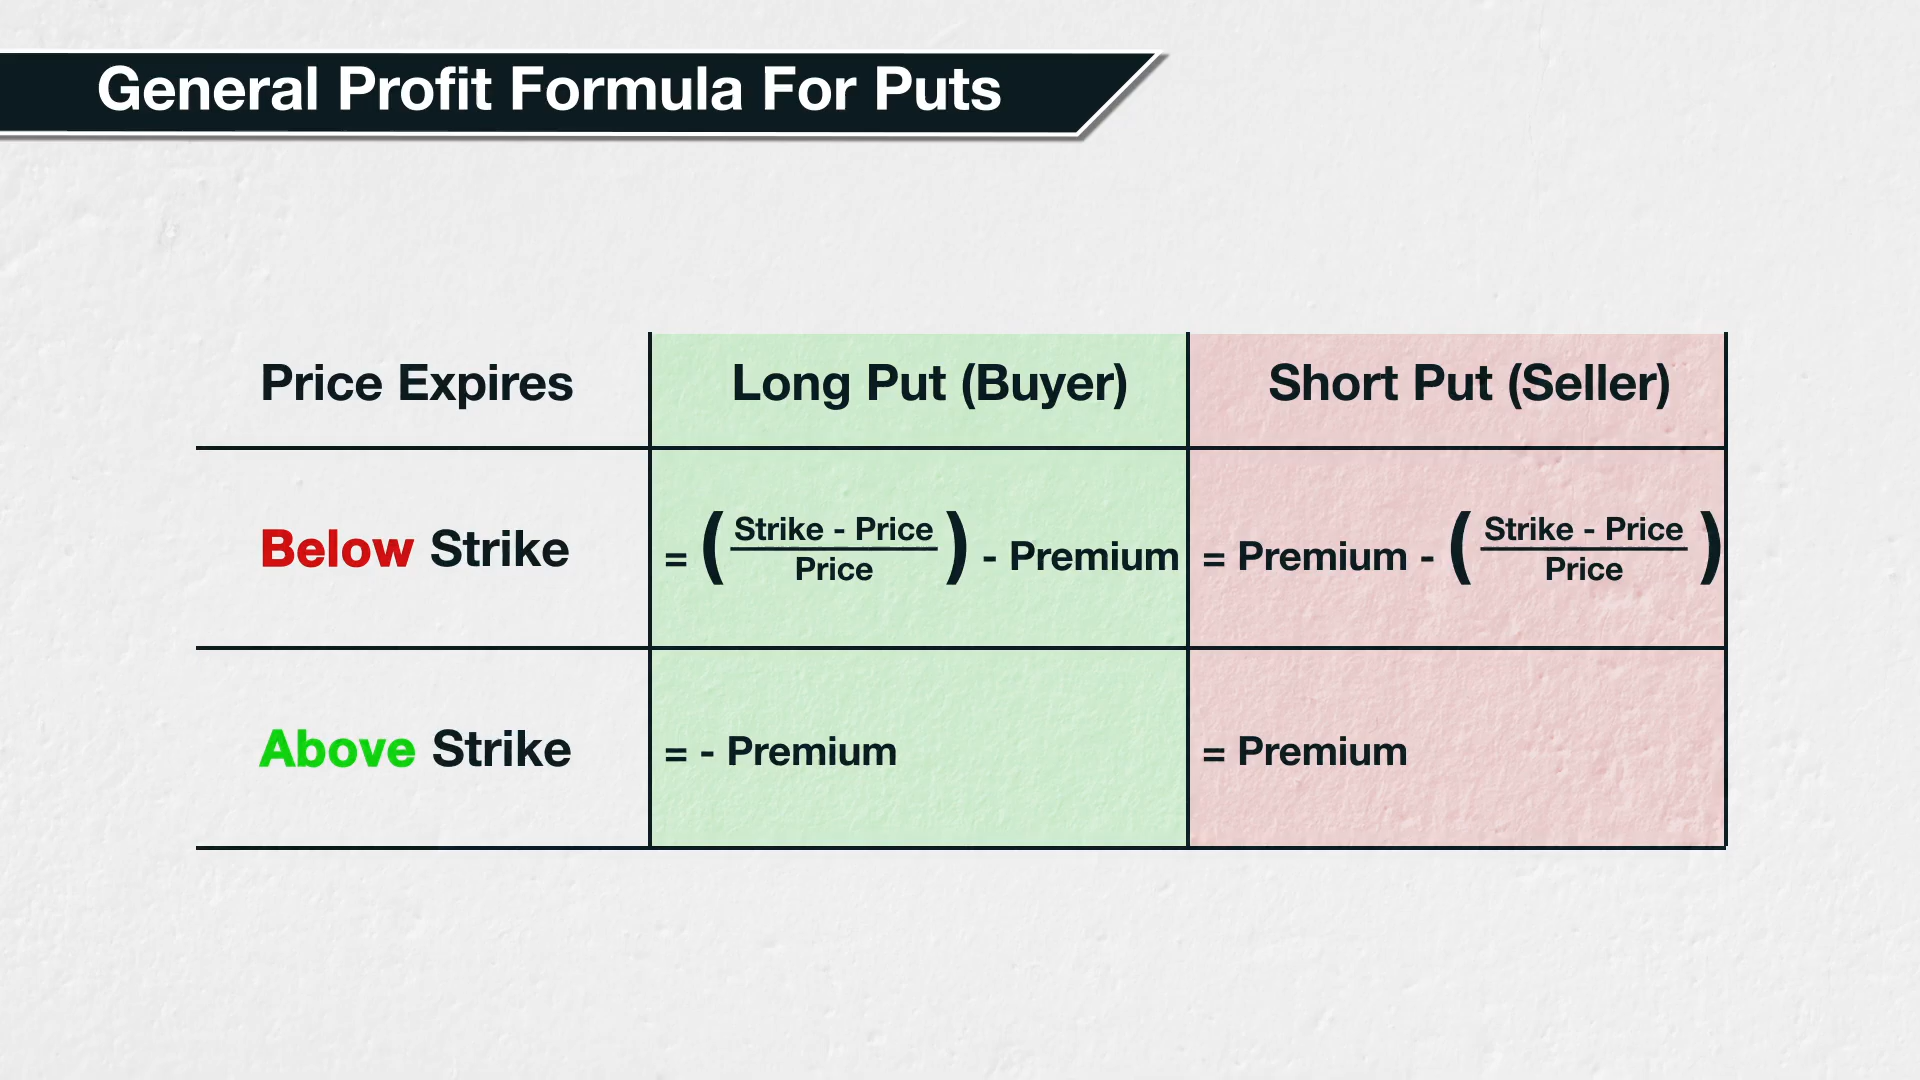 General Profit Formula For Puts
Price Expires
Long Put (Buyer)
Short Put (Seller)
Below Strike
= ( Strike - Price
Price ) - Premium
= Premium - ( Strike - Price
Price )
Above Strike
= - Premium
= Premium